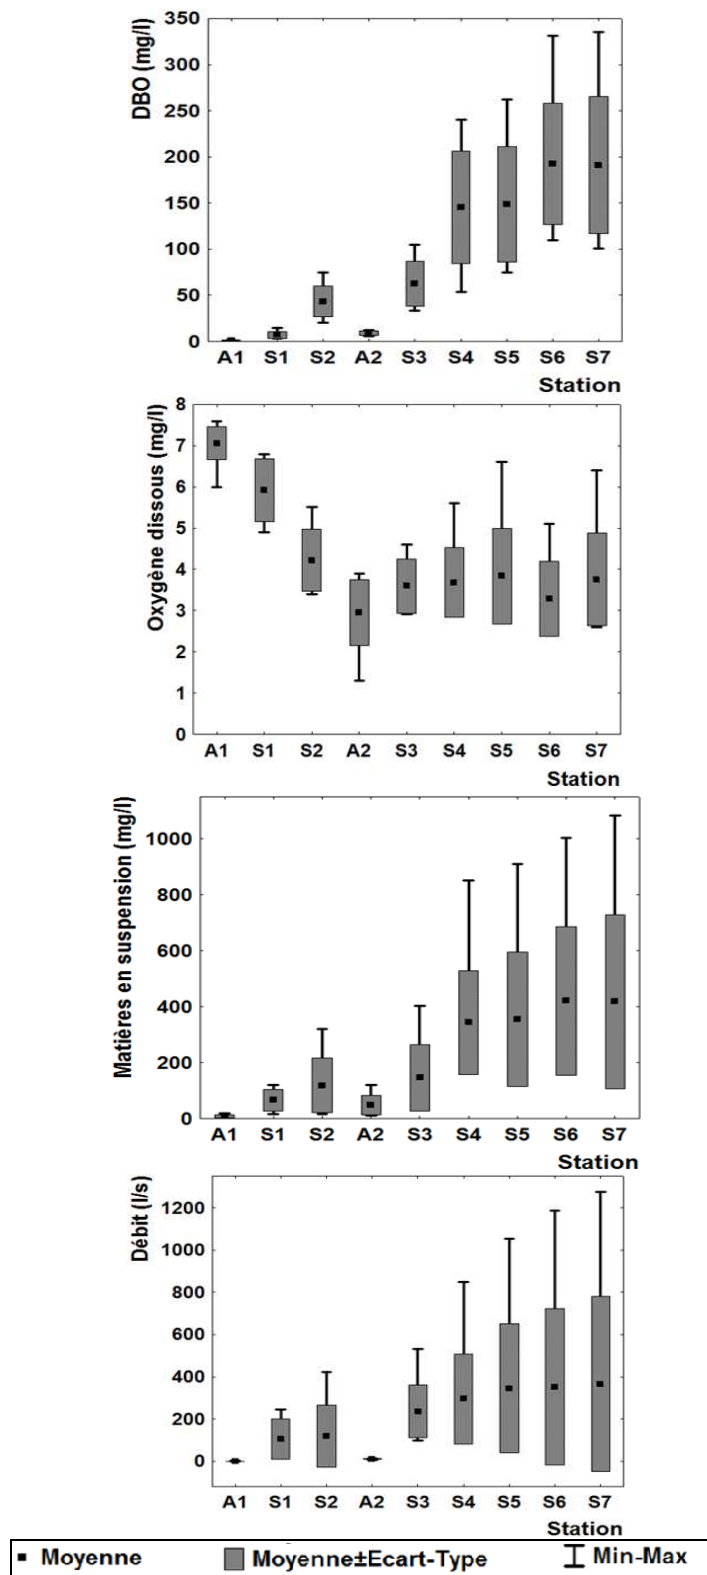 DBO (mg/l)
350
300
250
200
150
100
50
0
A1 S1 S2 A2 S3 S4 S5 S6 S7
Station
Oxygène dissous (mg/l)
8
7
6
5
4
3
2
1
0
A1 S1 S2 A2 S3 S4 S5 S6 S7
Station
Matières en suspension (mg/l)
1000
800
600
400
200
0
A1 S1 S2 A2 S3 S4 S5 S6 S7
Station
Débit (l/s)
1200
1000
800
600
400
200
0
A1 S1 S2 A2 S3 S4 S5 S6 S7
Station
Moyenne Moyenne±Ecart-Type Min-Max